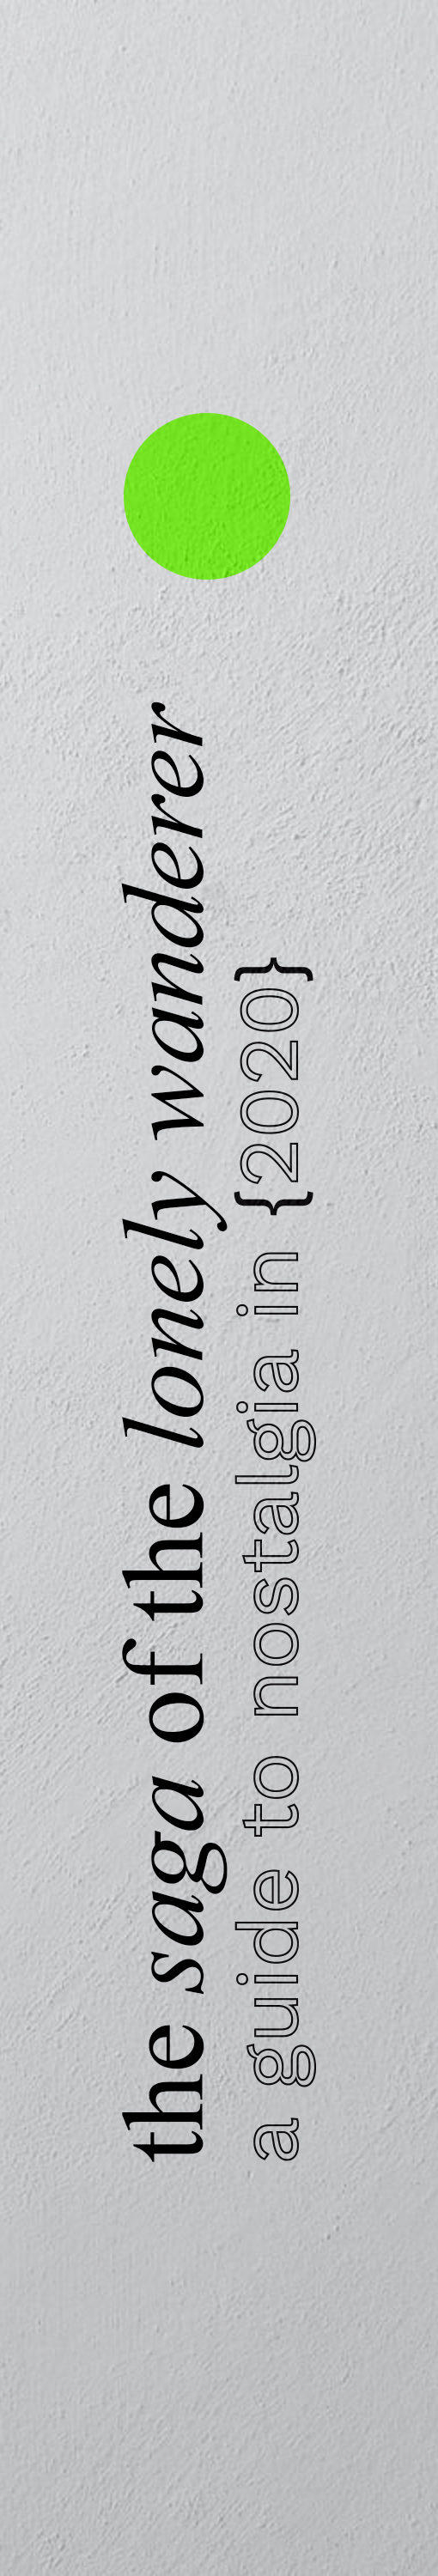 the saga of the lonely wanderer
a guide to nostalgia in {2020}